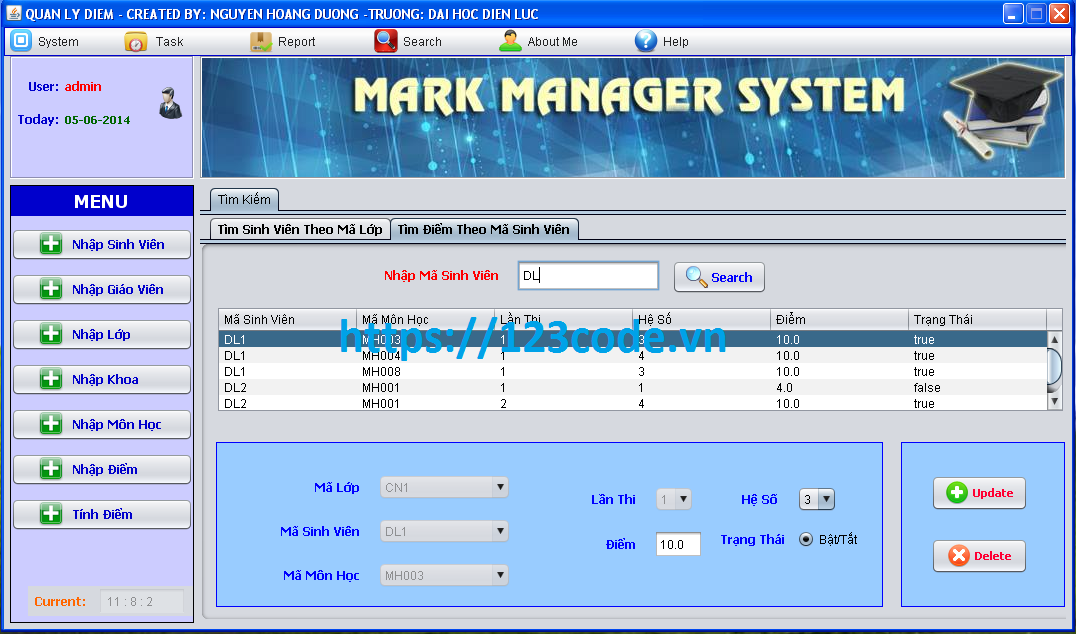 QUAN LY DIEM - CREATED BY: NGUYEN HOANG DUONG -TRUONG: DAI HOC DIEN LUC
System Task Report Search About Me Help
User: admin
Today: 05-06-2014
MARK MANAGER SYSTEM
MENU
Nhập Sinh Viên
Nhập Giáo Viên
Nhập Lớp
Nhập Khoa
Nhập Môn Học
Nhập Điểm
Tính Điểm
Current: 11 : 8 : 2
Tìm Kiếm
Tìm Sinh Viên Theo Mã Lớp Tìm Điểm Theo Mã Sinh Viên
Nhập Mã Sinh Viên DL Search
Mã Sinh Viên Mã Môn Học Lần Thi Hệ Số Điểm Trạng Thái
DL1 MH003 1 3 10.0 true
https://123code.vn
DL1 MH004 1 4 10.0 true
DL1 MH008 1 3 10.0 true
DL2 MH001 1 1 4.0 false
DL2 MH001 2 4 10.0 true
Mã Lớp CN1
Mã Sinh Viên DL1
Mã Môn Học MH003
Lần Thi 1 Hệ Số 3
Điểm 10.0 Trạng Thái Bật/Tắt
Update
Delete